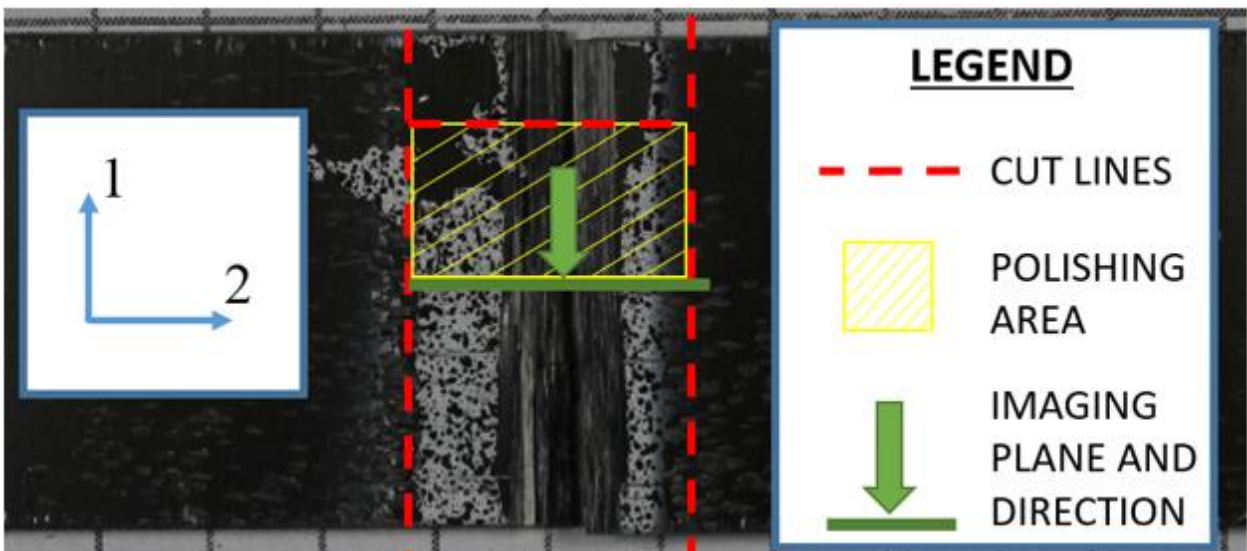 1
2
LEGEND
CUT LINES
POLISHING
AREA
IMAGING
PLANE AND
DIRECTION